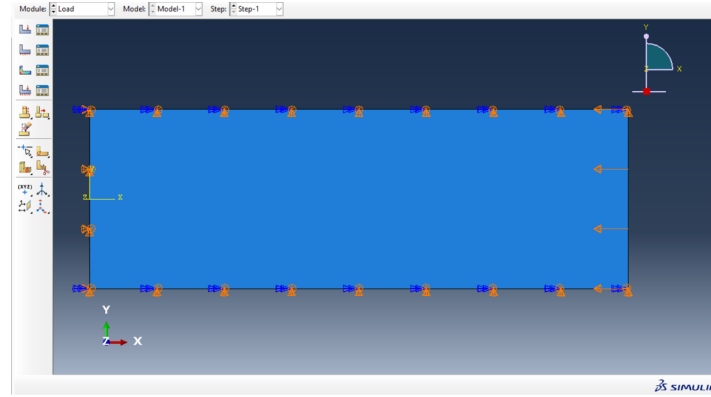 Module: Load Model: Model-1 Step: Step-1
Y
Z X
(XYZ)
Z X
Y
Z X
SIMULI